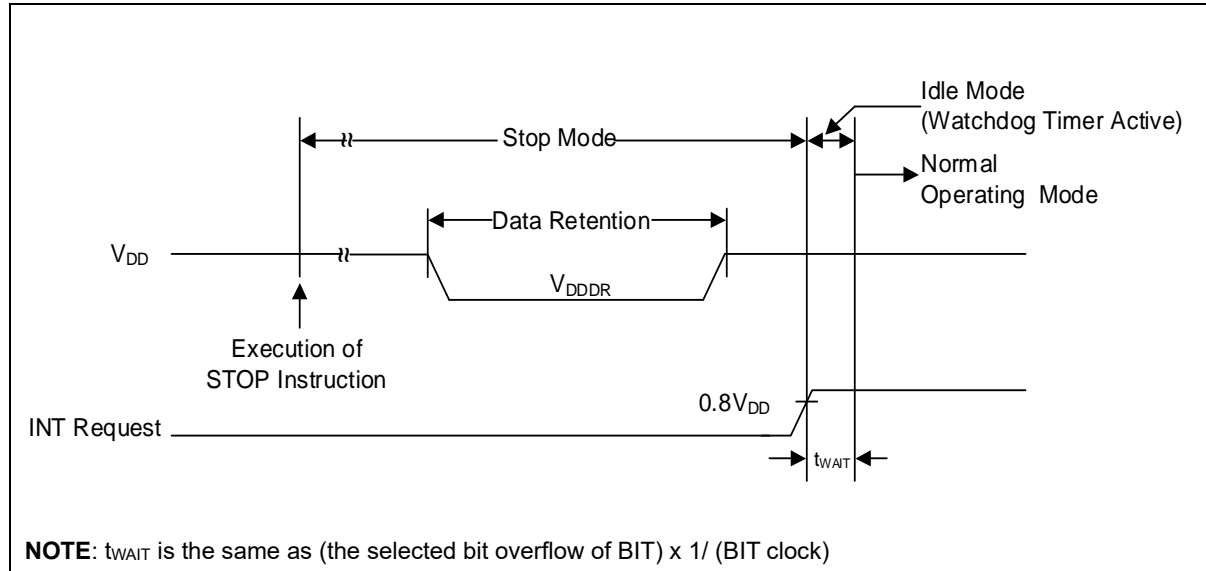 Idle Mode
(Watchdog Timer Active)
Stop Mode
Normal
Operating Mode
Data Retention
VDD
VDDDR
Execution of
STOP Instruction
0.8VDD
INT Request
tWAIT
NOTE: tWAIT is the same as (the selected bit overflow of BIT) x 1/ (BIT clock)